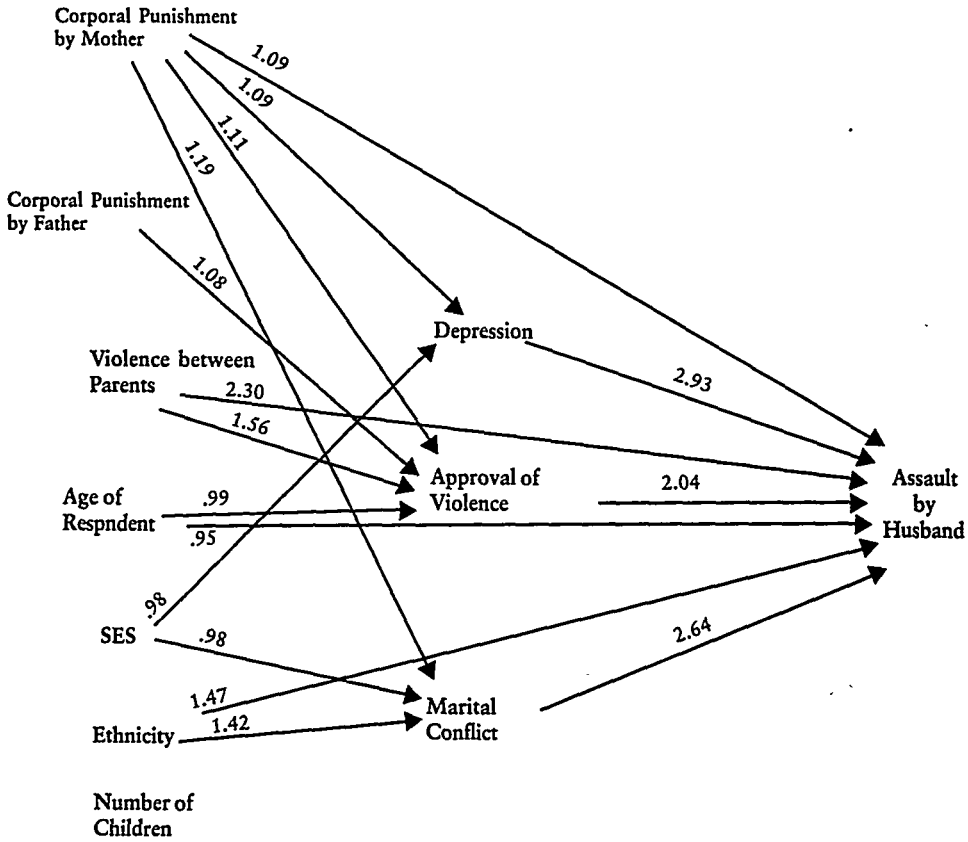 Corporal Punishment
by Mother
1.09
1.09
1.11
1.19
Corporal Punishment
by Father
1.08
Depression
Violence between
Parents
2.93
2.30
1.56
Approval of
Violence
2.04
Assault
by
Husband
Age of
Respndent
.99
.95
.98
SES
.98
2.64
1.47
Marital
Conflict
Ethnicity
1.42
Number of
Children